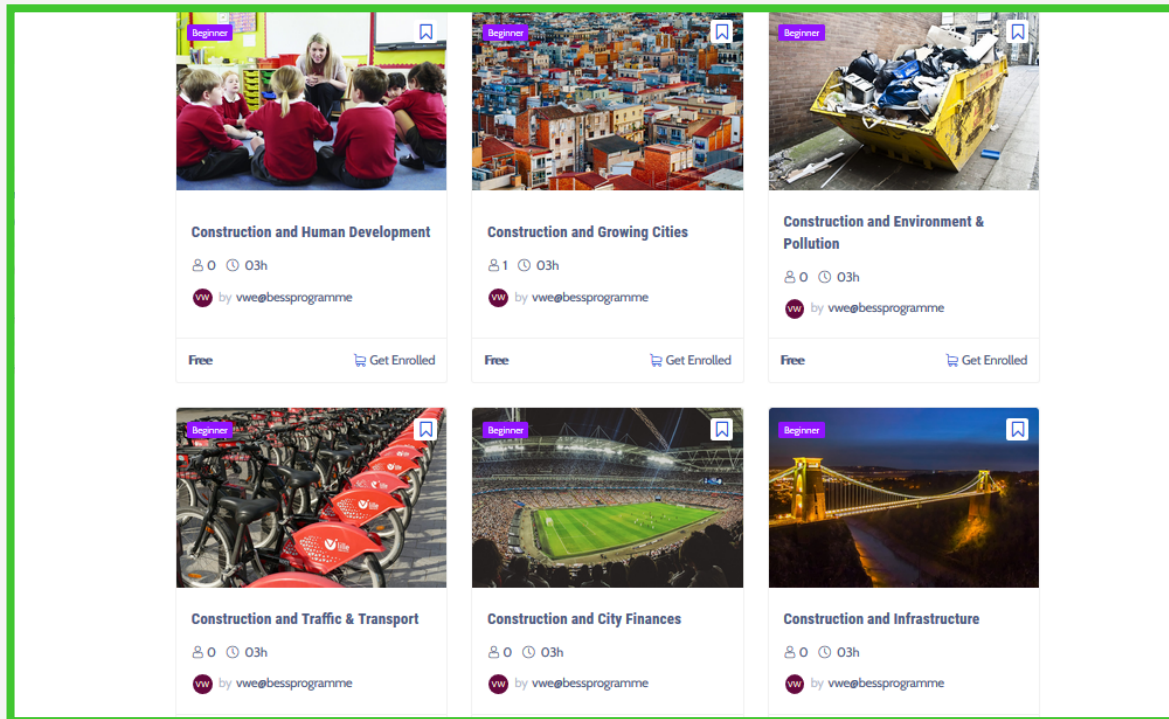 Beginner
Beginner
Beginner
Construction and Human Development
0 03h
VW by vwe@bessprogramme
Free Get Enrolled
Construction and Growing Cities
1 03h
VW by vwe@bessprogramme
Free Get Enrolled
Construction and Environment &
Pollution
0 03h
VW by vwe@bessprogramme
Free Get Enrolled
Beginner
Beginner
Beginner
Construction and Traffic & Transport
0 03h
VW by vwe@bessprogramme
Construction and City Finances
0 03h
VW by vwe@bessprogramme
Construction and Infrastructure
0 03h
VW by vwe@bessprogramme